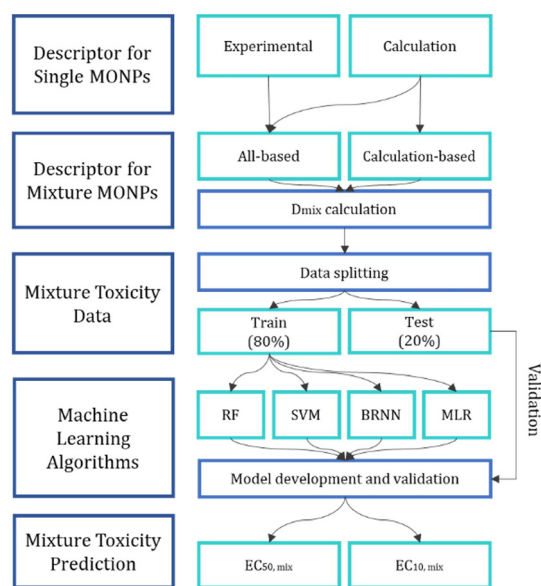 Descriptor for
Single MONPs
Experimental
Calculation
Descriptor for
Mixture MONPs
All-based
Calculation-based
Dmix calculation
Mixture Toxicity
Data
Data splitting
Train
(80%)
Test
(20%)
Validation
Machine
Learning
Algorithms
RF
SVM
BRNN
MLR
Model development and validation
Mixture Toxicity
Prediction
EC50, mix
EC10, mix